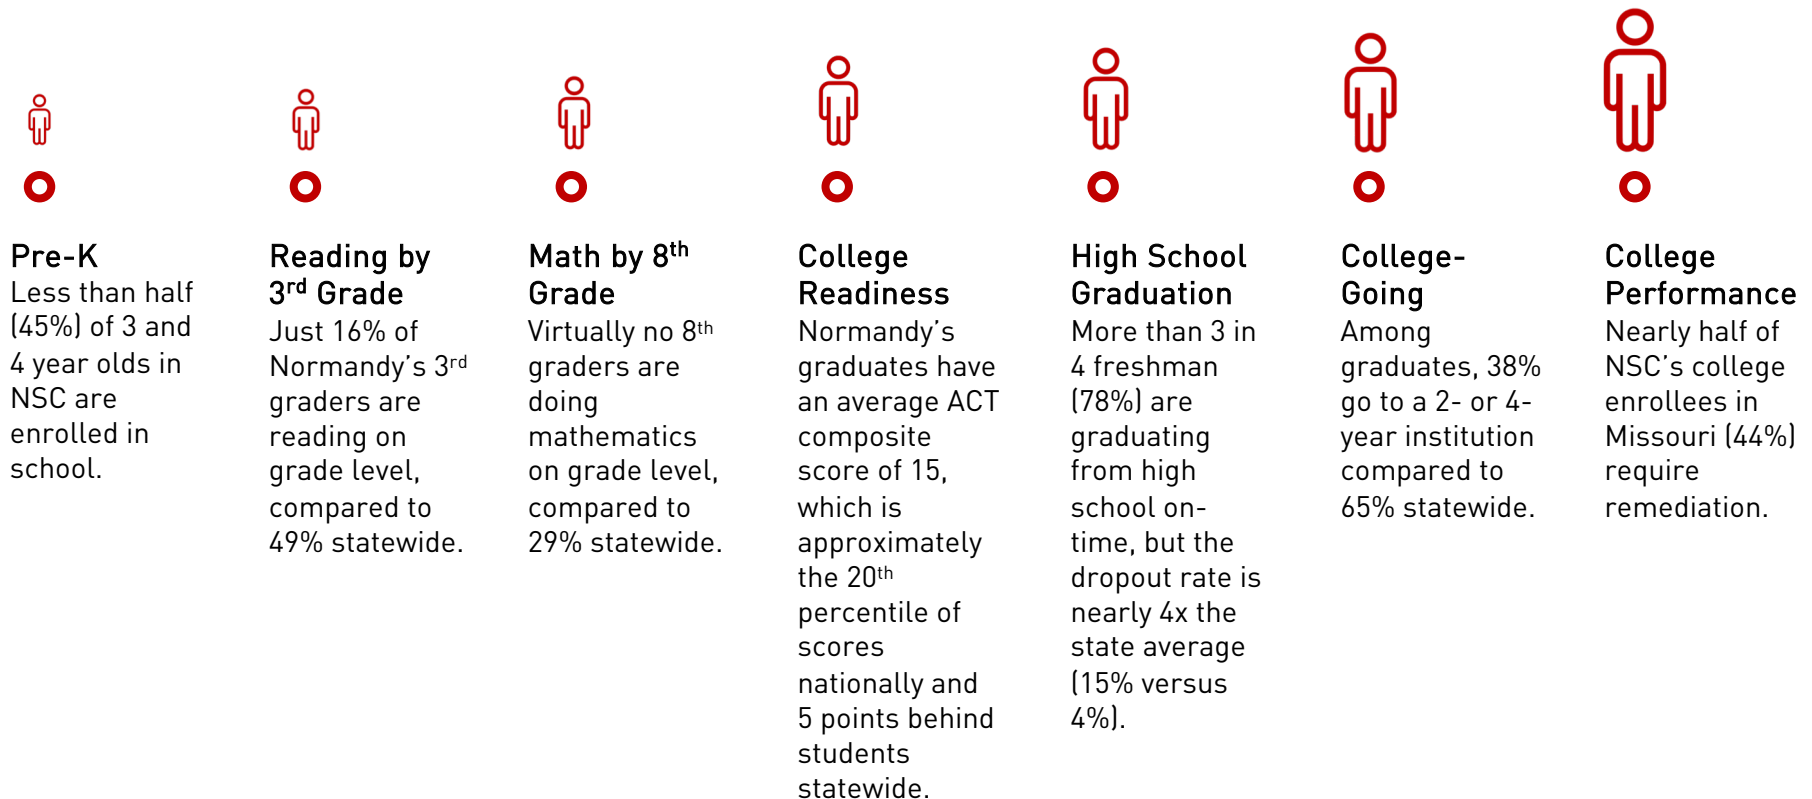 Pre-K
Less than half
(45%) of 3 and
4 year olds in
NSC are
enrolled in
school.
Reading by
3rd Grade
Just 16% of
Normandy's 3rd
graders are
reading on
grade level,
compared to
49% statewide.
Math by 8th
Grade
Virtually no 8th
graders are
doing
mathematics
on grade level,
compared to
29% statewide.
College
Readiness
Normandy's
graduates have
an average ACT
composite
score of 15,
which is
approximately
the 20th
percentile of
scores
nationally and
5 points behind
students
statewide.
High School
Graduation
More than 3 in
4 freshman
(78%) are
graduating
from high
school on-
time, but the
dropout rate is
nearly 4x the
state average
(15% versus
4%).
College-
Going
Among
graduates, 38%
go to a 2- or 4-
year institution
compared to
65% statewide.
College
Performance
Nearly half of
NSC's college
enrollees in
Missouri (44%)
require
remediation.